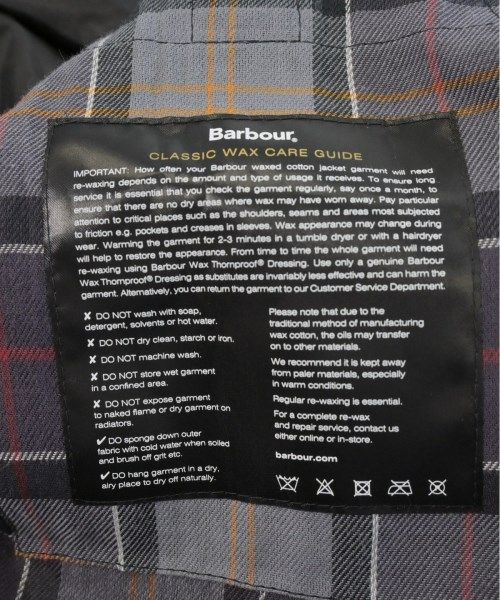 Barbour®
CLASSIC WAX CARE GUIDE
IMPORTANT: How often your Barbour waxed cotton jacket garment will need
re-waxing depends on the amount and type of usage it receives. To ensure long
service it is essential that you check the garment regularly, say once a month, to
ensure that there are no dry areas where wax may have worn away. Pay particular
attention to critical places such as the shoulders, seams and areas most subjected
to friction e.g. pockets and creases in sleeves. Wax appearance may change during
wear. Warming the garment for 2-3 minutes in a tumble dryer or with a hairdryer
will help to restore the appearance. From time to time the whole garment will need
re-waxing using Barbour Wax Thornproof® Dressing. Use only a genuine Barbour
Wax Thornproof® Dressing as substitutes are invariably less effective and can harm the
garment. Alternatively, you can return the garment to our Customer Service Department.
✘ DO NOT wash with soap,
detergent, solvents or hot water.
✘ DO NOT dry clean, starch or iron.
✘ DO NOT machine wash.
✘ DO NOT store wet garment
in a confined area.
✘ DO NOT expose garment
to naked flame or dry garment on
radiators.
✔ DO sponge down outer
fabric with cold water when soiled
and brush off grit etc.
✔ DO hang garment in a dry,
airy place to dry off naturally.
Please note that due to the
traditional method of manufacturing
wax cotton, the oils may transfer
on to other materials.
We recommend it is kept away
from paler materials, especially
in warm conditions.
Regular re-waxing is essential.
For a complete re-wax
and repair service, contact us
either online or in-store.
barbour.com